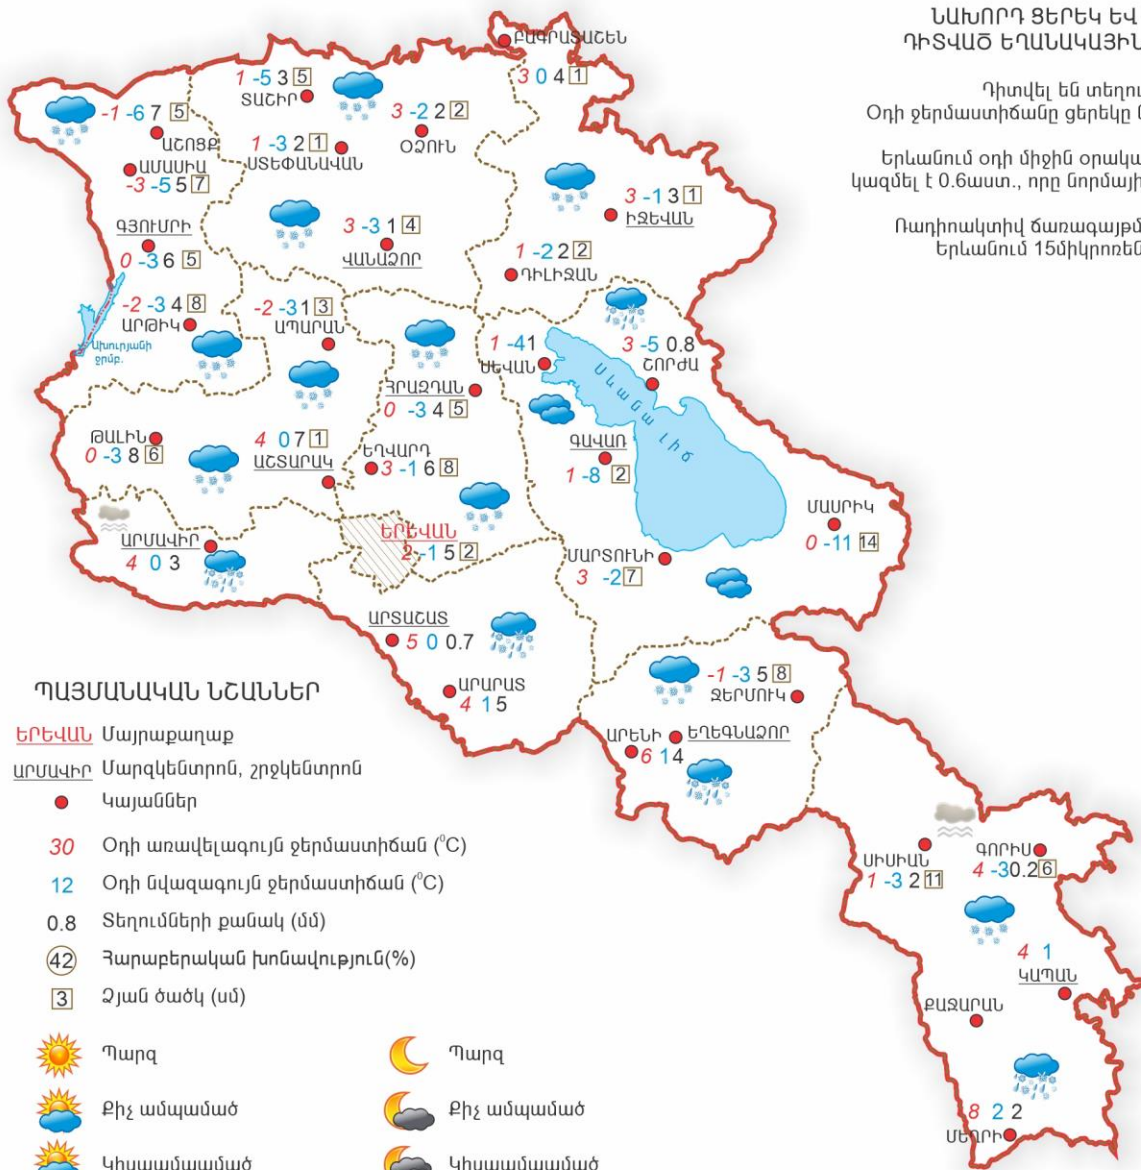 ՆԱԽՈՐԴ ՑԵՐԵԿ ԵՎ
ԴԻՏՎԱԾ ԵՂԱՆԱԿԱՅԻՆ
Դիտվել են
Օդի ջերմաստիճանը ցերեկը
Երևանում օդի միջին
կազմել է 0.6աստ., որը
Ռադիոակտիվ
Երևանում
ԲԱԳՐԱՏԱՇԵՆ
3 0 4 1
1 -5 3 5
ՏԱՇԻՐ
-1 -6 7 5
ԱՇՈՑՔ
3 -2 2 2
ՕՁՈՒՆ
1 -3 2 1
ՍՏԵՓԱՆԱՎԱՆ
ԱՄԱՍԻԱ
-3 -5 5 7
3 -1 3 1
ԻՋԵՎԱՆ
ԳՅՈՒՄՐԻ
0 -3 6 5
3 -3 1 4
ՎԱՆԱՁՈՐ
1 -2 2 2
ԴԻԼԻՋԱՆ
-2 -3 4 8
ԱՐԹԻԿ
-2 -3 1 3
ԱՊԱՐԱՆ
Ախուրյանի
ջրմբ.
1 -4 1
ՍԵՎԱՆ
3 -5 0.8
ՇՈՐԺԱ
Սևանա լիճ
ՀՐԱԶԴԱՆ
0 -3 4 5
ԹԱԼԻՆ
0 -3 8 6
4 0 7 1
ԱՇՏԱՐԱԿ
ԵՂՎԱՐԴ
3 -1 6 8
ԳԱՎԱՌ
1 -8 2
ՄԱՍՐԻԿ
0 -11 14
ԱՐՄԱՎԻՐ
4 0 3
ԵՐԵՎԱՆ
2 -1 5 2
ՄԱՐՏՈՒՆԻ
3 -2 7
ԱՐՏԱՇԱՏ
5 0 0.7
ԱՐԱՐԱՏ
4 1 5
-1 -3 5 8
ՋԵՐՄՈՒԿ
ԱՐԵՆԻ
ԵՂԵԳՆԱՁՈՐ
6 1 4
ՍԻՍԻԱՆ
1 -3 2 11
ԳՈՐԻՍ
4 -3 0.2 6
4 1
ԿԱՊԱՆ
ՔԱՋԱՐԱՆ
8 2 2
ՄԵՂՐԻ
ՊԱՅՄԱՆԱԿԱՆ ՆՇԱՆՆԵՐ
ԵՐԵՎԱՆ Մայրաքաղաք
ԱՐՄԱՎԻՐ Մարզկենտրոն, շրջկենտրոն
Կայաններ
30 Օդի առավելագույն ջերմաստիճան (⁰C)
12 Օդի նվազագույն ջերմաստիճան (⁰C)
0.8 Տեղումների քանակ (մմ)
42 Հարաբերական խոնավություն(%)
3 Ձյան ծածկ (սմ)
Պարզ Պարզ
Քիչ ամպամած Քիչ ամպամած
Կիսաամպամած Կիսաամպամած